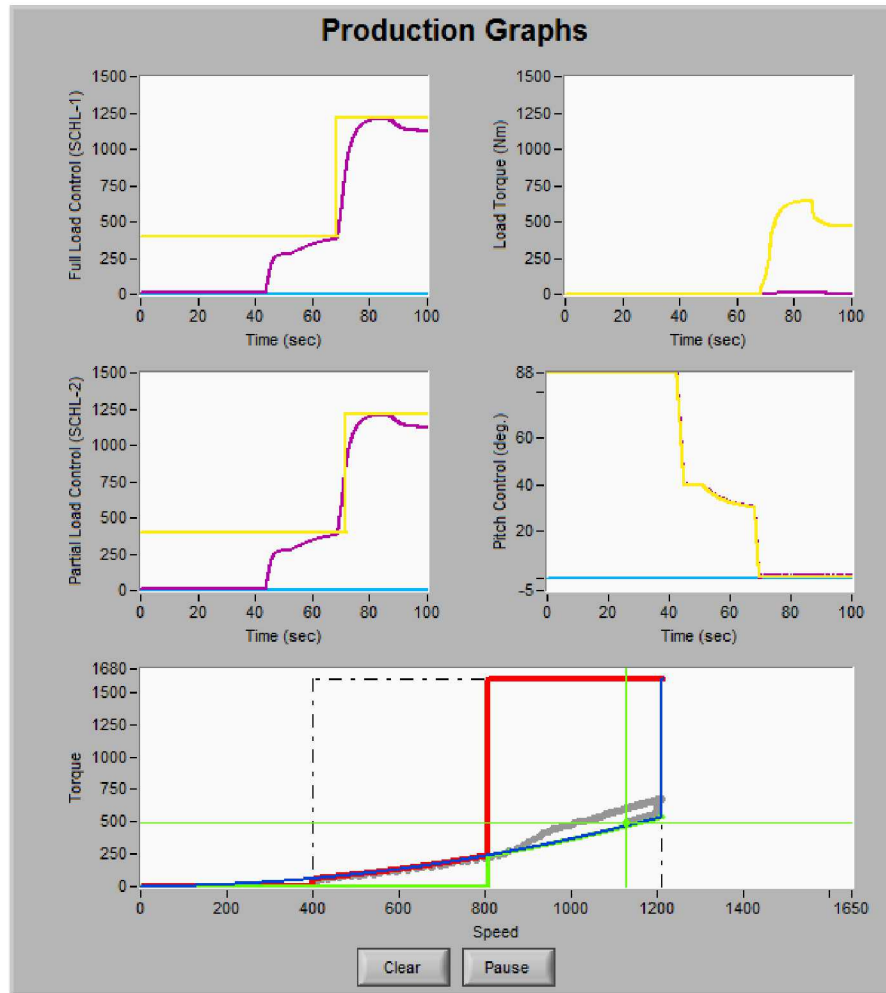 Production Graphs
Full Load Control (SCHL-1)
1500
1250
1000
750
500
250
0
0 20 40 60 80 100
Time (sec)
Load Torque (Nm)
1500
1250
1000
750
500
250
0
0 20 40 60 80 100
Time (sec)
Partial Load Control (SCHL-2)
1500
1250
1000
750
500
250
0
0 20 40 60 80 100
Time (sec)
Pitch Control (deg.)
88
60
40
20
-5
0 20 40 60 80 100
Time (sec)
Torque
1680
1500
1250
1000
750
500
250
0
0 200 400 600 800 1000 1200 1400 1650
Speed
Clear Pause